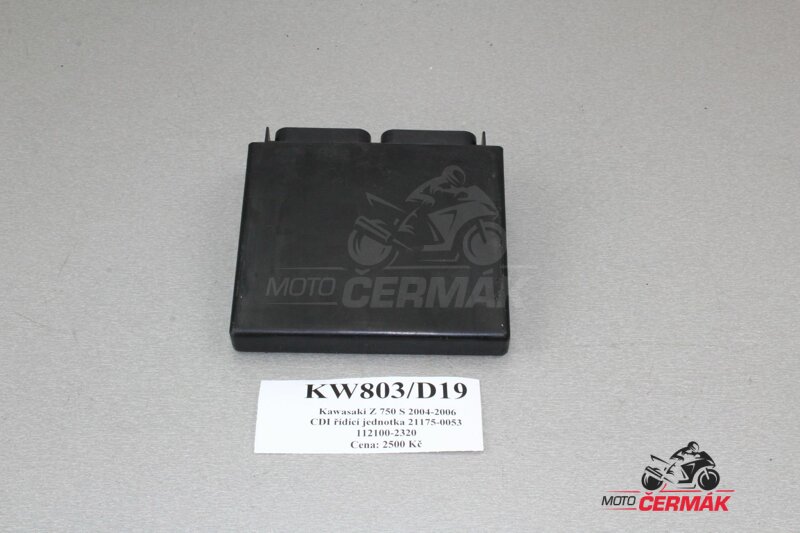 MOTO
ČERMÁK
KW803/D19
Kawasaki Z 750 S 2004-2006
CDI řídící jednotka 21175-0053
112100-2320
Cena: 2500 Kč
MOTO
ČERMÁK